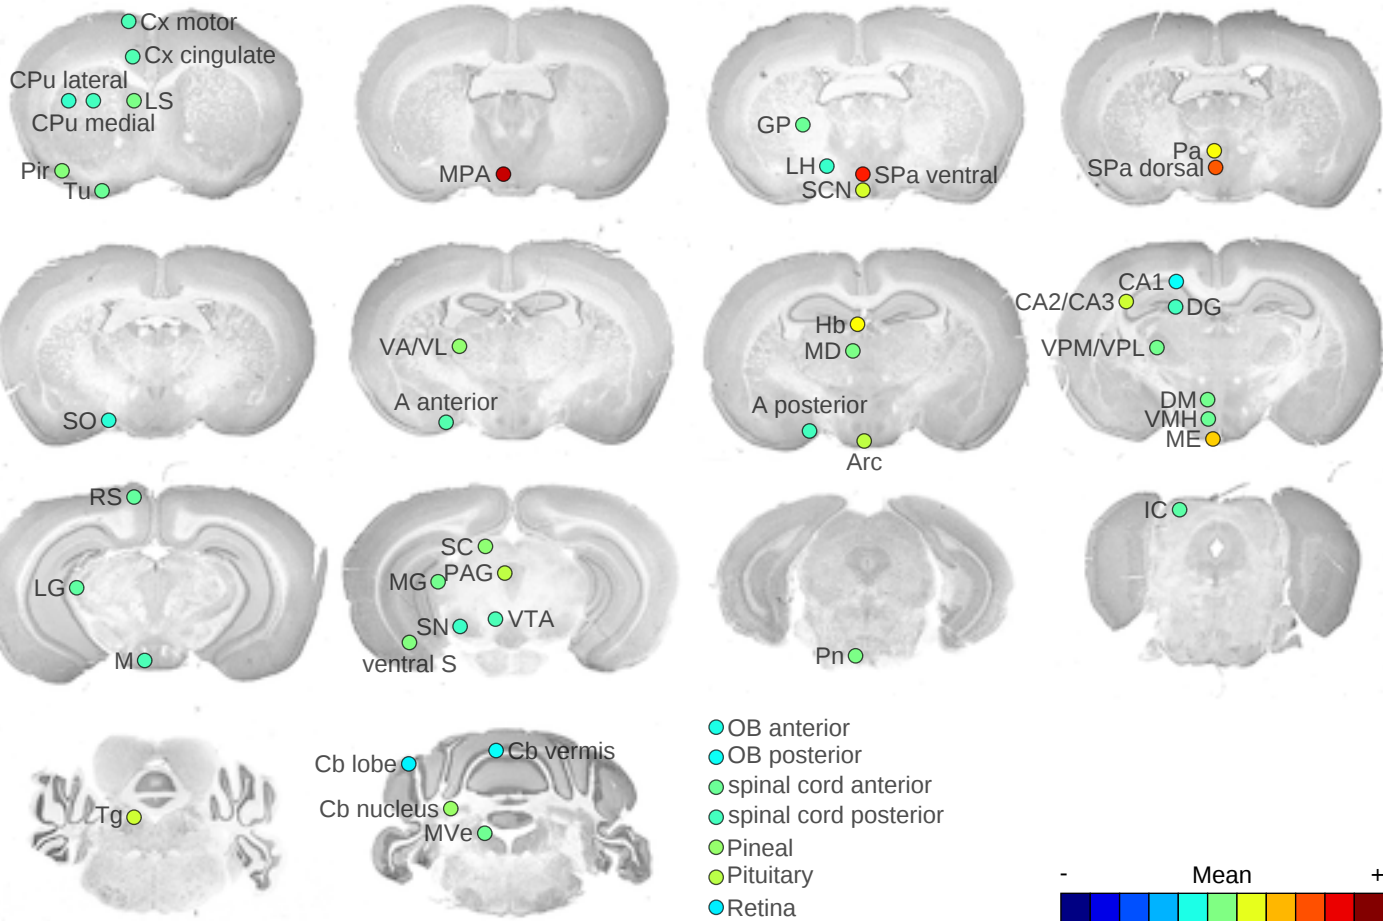 Cx motor
Cx cingulate
CPu lateral
LS
CPu medial
Pir
Tu
MPA
GP
LH
SPa ventral
SCN
Pa
SPa dorsal
SO
VA/VL
A anterior
Hb
MD
A posterior
Arc
CA1
CA2/CA3
DG
VPM/VPL
DM
VMH
ME
RS
LG
M
SC
PAG
MG
SN
VTA
ventral S
Pn
IC
Tg
Cb vermis
Cb lobe
Cb nucleus
MVe
OB anterior
OB posterior
spinal cord anterior
spinal cord posterior
Pineal
Pituitary
Retina
- Mean +